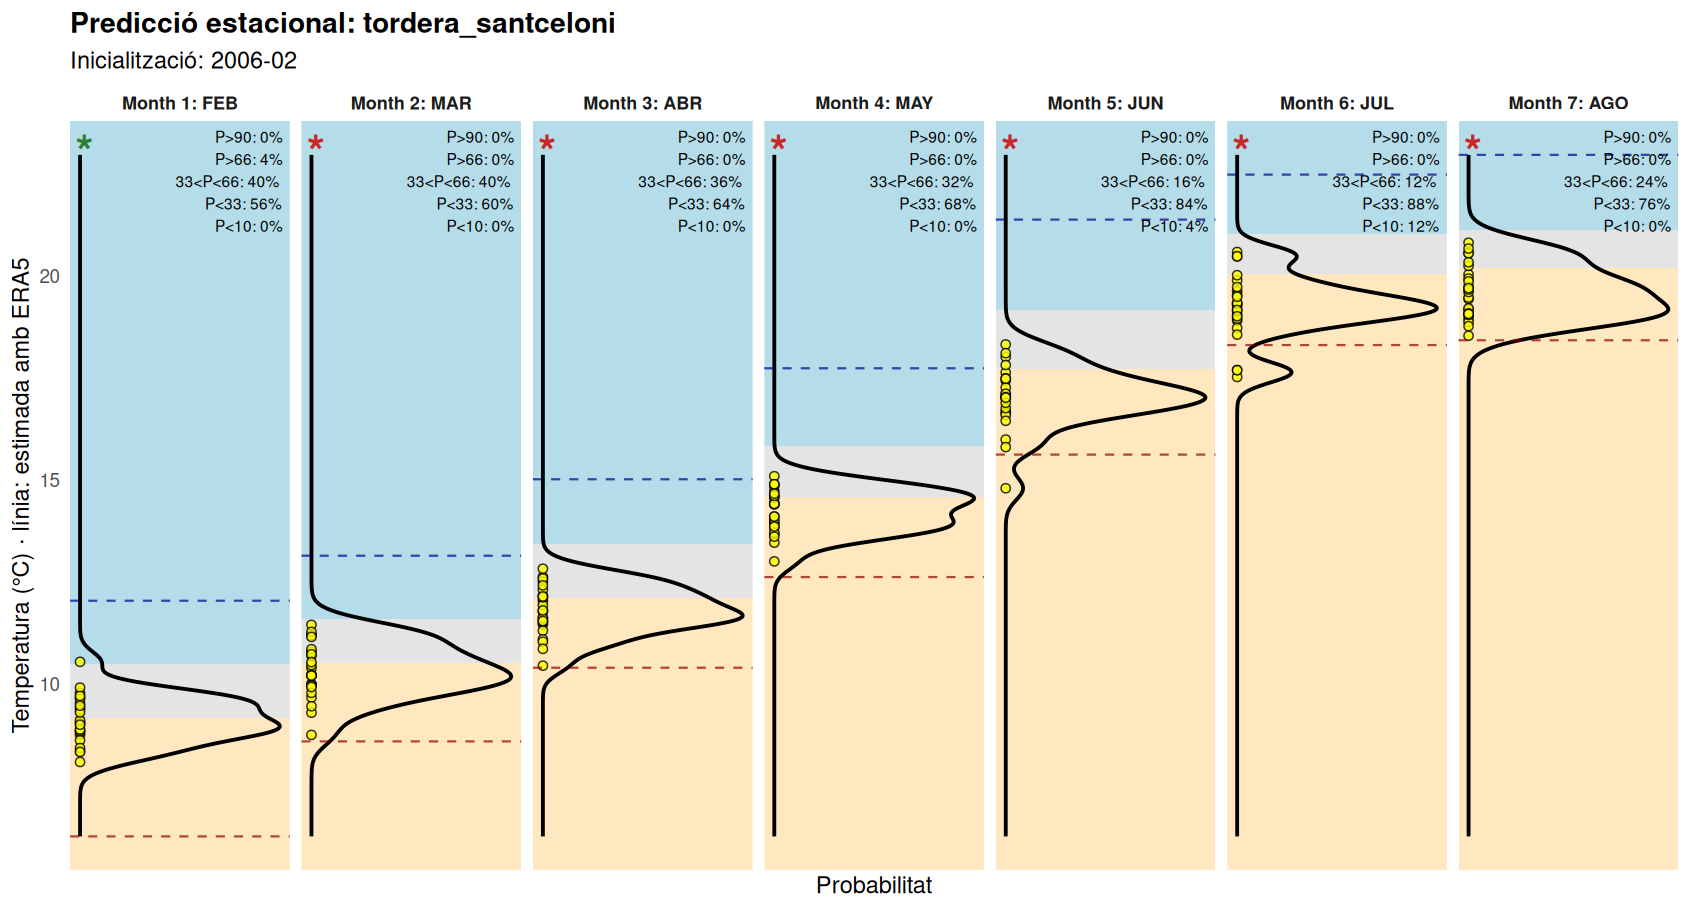 Predicció estacional: tordera_santceloni
Inicialització: 2006-02
Month 1: FEB
Month 2: MAR
Month 3: ABR
Month 4: MAY
Month 5: JUN
Month 6: JUL
Month 7: AGO
*
P>90: 0%
P>66: 4%
33<P<66: 40%
P<33: 56%
P<10: 0%
*
P>90: 0%
P>66: 0%
33<P<66: 40%
P<33: 60%
P<10: 0%
*
P>90: 0%
P>66: 0%
33<P<66: 36%
P<33: 64%
P<10: 0%
*
P>90: 0%
P>66: 0%
33<P<66: 32%
P<33: 68%
P<10: 0%
*
P>90: 0%
P>66: 0%
33<P<66: 16%
P<33: 84%
P<10: 4%
*
P>90: 0%
P>66: 0%
33<P<66: 12%
P<33: 88%
P<10: 12%
*
P>90: 0%
P>66: 0%
33<P<66: 24%
P<33: 76%
P<10: 0%
20
15
10
Temperatura (°C) · línia: estimada amb ERA5
Probabilitat